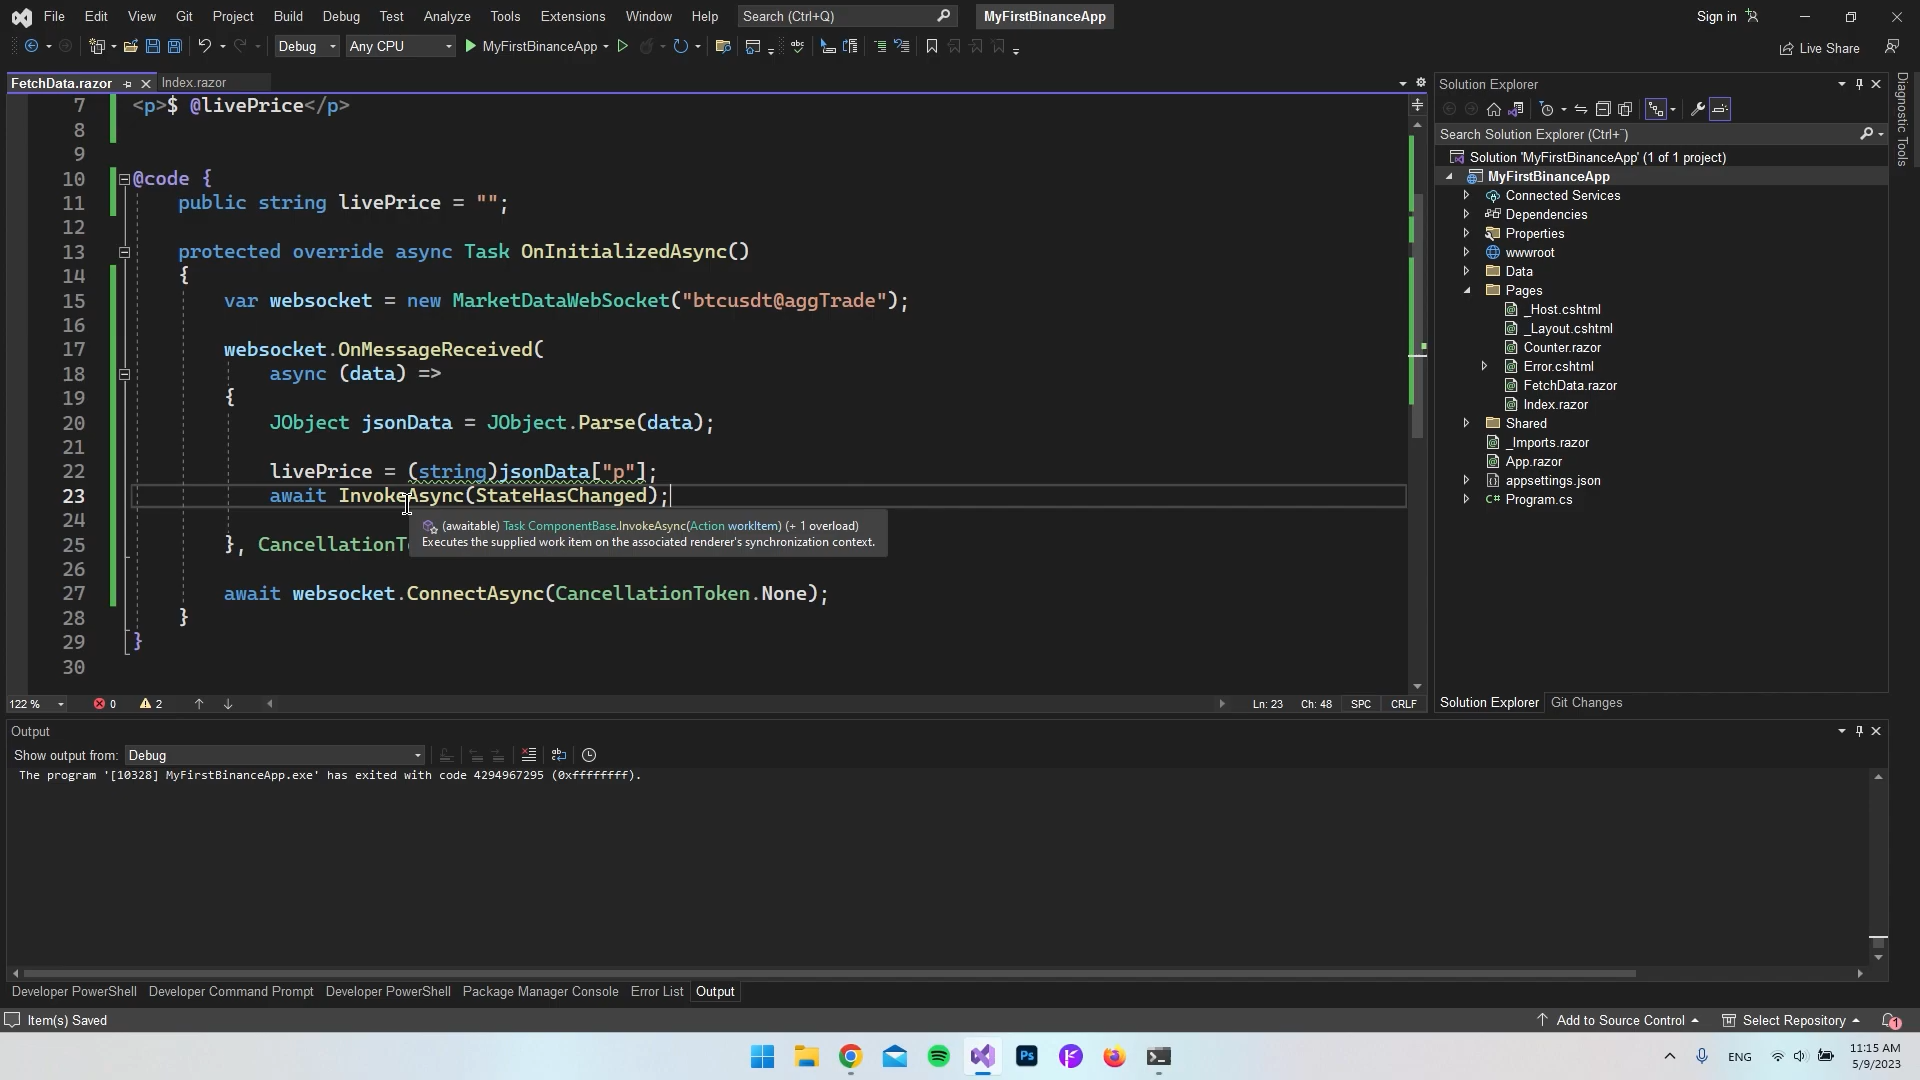 File Edit View Git Project Build Debug Test Analyze Tools Extensions Window Help Search (Ctrl+Q) MyFirstBinanceApp Sign in
Debug Any CPU MyFirstBinanceApp Live Share
FetchData.razor Index.razor
7 <p>$ @livePrice</p>
8
9
10 @code {
11 public string livePrice = "";
12
13 protected override async Task OnInitializedAsync()
14 {
15 var websocket = new MarketDataWebSocket("btcusdt@aggTrade");
16
17 websocket.OnMessageReceived(
18 async (data) =>
19 {
20 JObject jsonData = JObject.Parse(data);
21
22 livePrice = (string)jsonData["p"];
23 await InvokeAsync(StateHasChanged);
24
(awaitable) Task ComponentBase.InvokeAsync(Action workItem) (+ 1 overload)
Executes the supplied work item on the associated renderer's synchronization context.
25 }, CancellationT
26
27 await websocket.ConnectAsync(CancellationToken.None);
28 }
29 }
30
122 % 0 2 Ln: 23 Ch: 48 SPC CRLF
Solution Explorer
Search Solution Explorer (Ctrl+¨)
Solution 'MyFirstBinanceApp' (1 of 1 project)
MyFirstBinanceApp
Connected Services
Dependencies
Properties
wwwroot
Data
Pages
_Host.cshtml
_Layout.cshtml
Counter.razor
Error.cshtml
FetchData.razor
Index.razor
Shared
_Imports.razor
App.razor
appsettings.json
C# Program.cs
Solution Explorer Git Changes
Diagnostic Tools
Output
Show output from: Debug
The program '[10328] MyFirstBinanceApp.exe' has exited with code 4294967295 (0xffffffff).
Developer PowerShell Developer Command Prompt Developer PowerShell Package Manager Console Error List Output
Item(s) Saved Add to Source Control Select Repository 1
Ps ENG 11:15 AM
5/9/2023